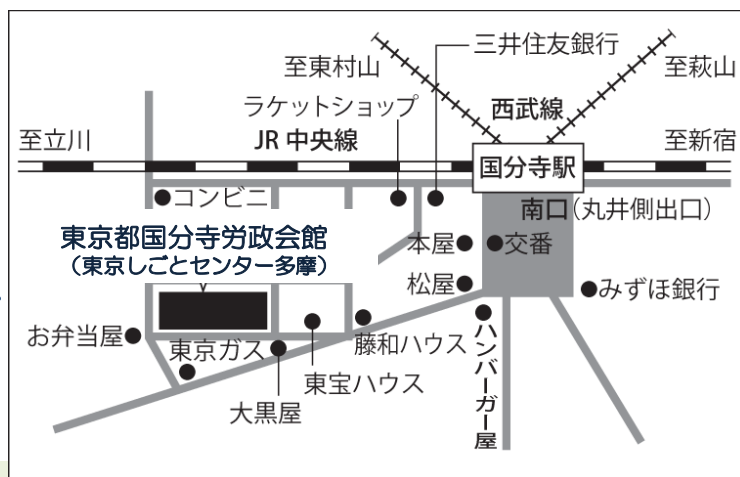 三井住友銀行
至東村山
至萩山
ラケットショップ
西武線
至立川
JR中央線
至新宿
国分寺駅
コンビニ
南口(丸井側出口)
東京都国分寺労政会館
(東京しごとセンター多摩)
本屋
交番
松屋
みずほ銀行
お弁当屋
東京ガス
藤和ハウス
東宝ハウス
大黒屋
ハンバーガー屋